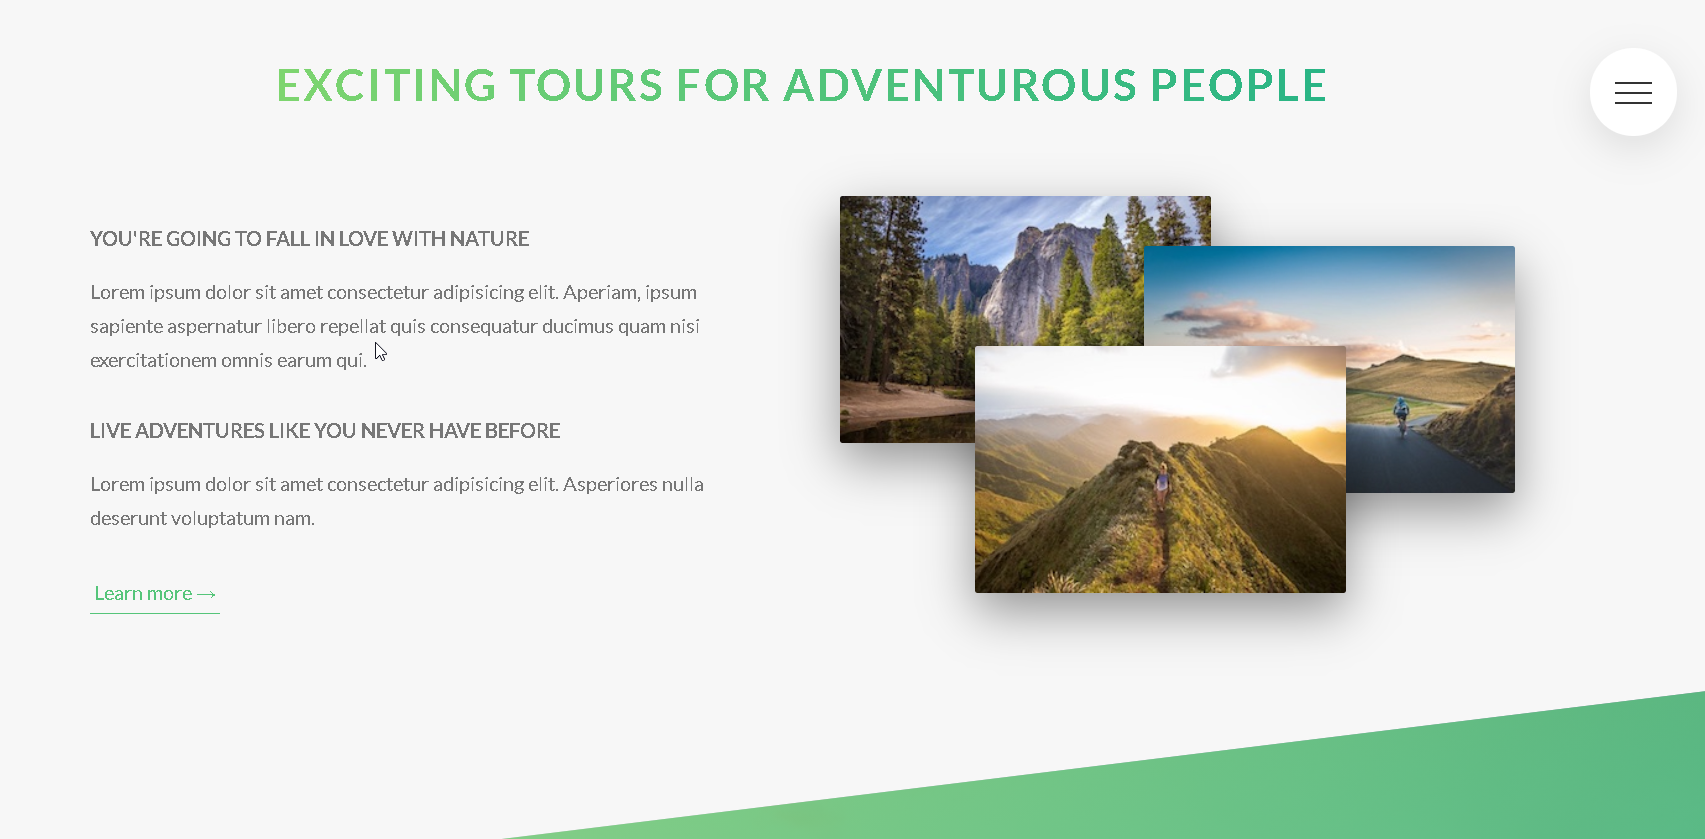 EXCITING TOURS FOR ADVENTUROUS PEOPLE
YOU'RE GOING TO FALL IN LOVE WITH NATURE
Lorem ipsum dolor sit amet consectetur adipisicing elit. Aperiam, ipsum
sapiente aspernatur libero repellat quis consequatur ducimus quam nisi
exercitationem omnis earum qui.
LIVE ADVENTURES LIKE YOU NEVER HAVE BEFORE
Lorem ipsum dolor sit amet consectetur adipisicing elit. Asperiores nulla
deserunt voluptatum nam.
Learn more →